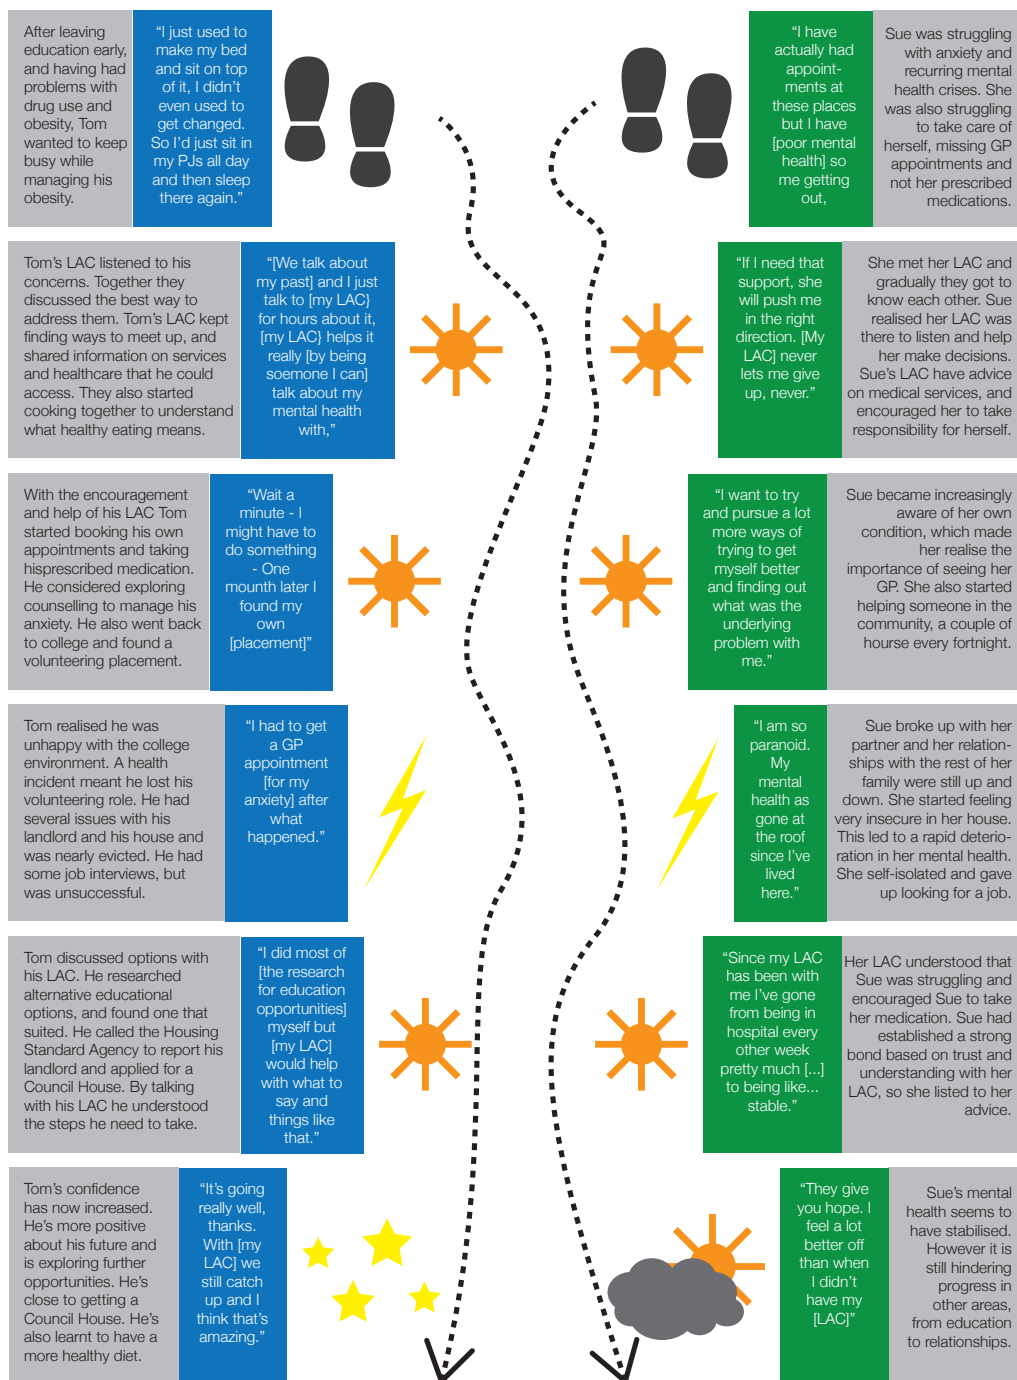 After leaving
education early,
and having had
problems with
drug use and
obesity, Tom
wanted to keep
busy while
managing his
obesity.
“I just used to
make my bed
and sit on top
of it, I didn’t
even used to
get changed.
So I’d just sit in
my PJs all day
and then sleep
there again.”
“I have
actually had
appoint-
ments at
these places
but I have
[poor mental
health] so
me getting
out,
Sue was struggling
with anxiety and
recurring mental
health crises. She
was also struggling
to take care of
herself, missing GP
appointments and
not her prescribed
medications.
Tom’s LAC listened to his
concerns. Together they
discussed the best way to
address them. Tom’s LAC kept
finding ways to meet up, and
shared information on services
and healthcare that he could
access. They also started
cooking together to understand
what healthy eating means.
“[We talk about
my past] and I just
talk to [my LAC}
for hours about it,
[my LAC} helps it
really [by being
soemone I can]
talk about my
mental health
with,”
“If I need that
support, she
will push me
in the right
direction. [My
LAC] never
lets me give
up, never.”
She met her LAC and
gradually they got to
know each other. Sue
realised her LAC was
there to listen and help
her make decisions.
Sue’s LAC have advice
on medical services, and
encouraged her to take
responsibility for herself.
With the encouragement
and help of his LAC Tom
started booking his own
appointments and taking
hisprescribed medication.
He considered exploring
counselling to manage his
anxiety. He also went back
to college and found a
volunteering placement.
“Wait a
minute - I
might have to
do something
- One
mounth later I
found my
own
[placement]”
“I want to try
and pursue a lot
more ways of
trying to get
myself better
and finding out
what was the
underlying
problem with
me.”
Sue became increasingly
aware of her own
condition, which made
her realise the
importance of seeing her
GP. She also started
helping someone in the
community, a couple of
hourse every fortnight.
Tom realised he was
unhappy with the college
environment. A health
incident meant he lost his
volunteering role. He had
several issues with his
landlord and his house and
was nearly evicted. He had
some job interviews, but
was unsuccessful.
“I had to get
a GP
appointment
[for my
anxiety] after
what
happened.”
“I am so
paranoid.
My
mental
health as
gone at
the roof
since I’ve
lived
here.”
Sue broke up with her
partner and her relation-
ships with the rest of her
family were still up and
down. She started feeling
very insecure in her house.
This led to a rapid deterio-
ration in her mental health.
She self-isolated and gave
up looking for a job.
Tom discussed options with
his LAC. He researched
alternative educational
options, and found one that
suited. He called the Housing
Standard Agency to report his
landlord and applied for a
Council House. By talking
with his LAC he understood
the steps he need to take.
“I did most of
[the research
for education
opportunities]
myself but
[my LAC]
would help
with what to
say and
things like
that.”
“Since my LAC
has been with
me I’ve gone
from being in
hospital every
other week
pretty much [...]
to being like...
stable.”
Her LAC understood that
Sue was struggling and
encouraged Sue to take
her medication. Sue had
established a strong
bond based on trust and
understanding with her
LAC, so she listed to her
advice.
Tom’s confidence
has now increased.
He’s more positive
about his future and
is exploring further
opportunities. He’s
close to getting a
Council House. He’s
also learnt to have a
more healthy diet.
“It’s going
really well,
thanks.
With [my
LAC] we
still catch
up and I
think that’s
amazing.”
“They give
you hope. I
feel a lot
better off
than when
I didn’t
have my
[LAC]”
Sue’s mental
health seems to
have stabilised.
However it is
still hindering
progress in
other areas,
from education
to relationships.